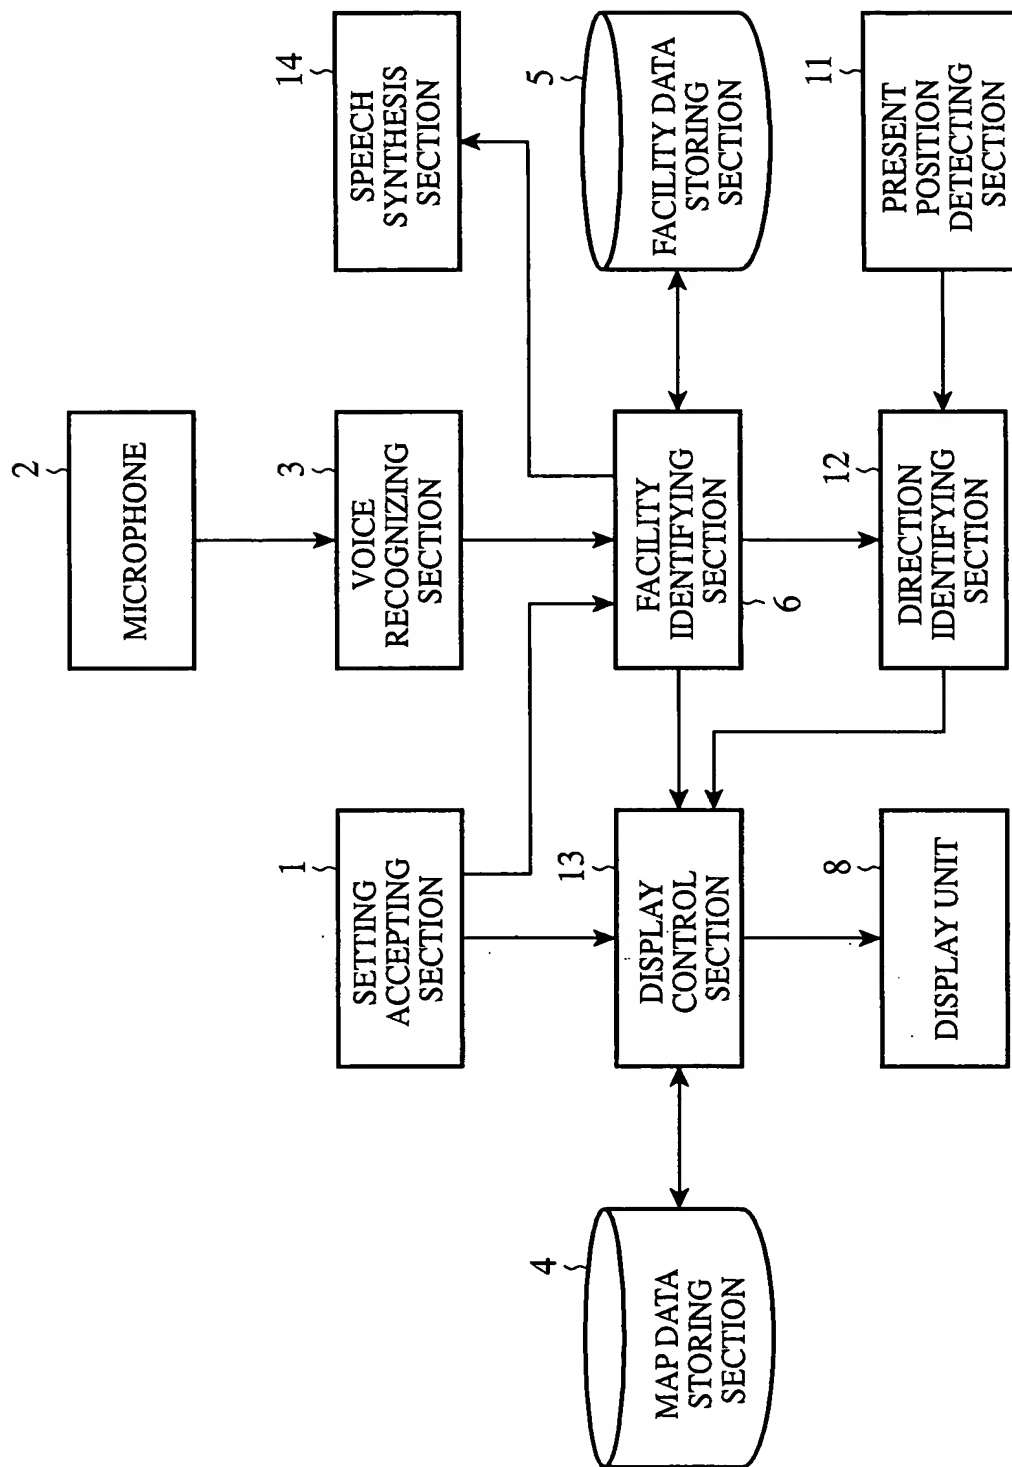 2
MICROPHONE
1
SETTING
ACCEPTING
SECTION
3
VOICE
RECOGNIZING
SECTION
14
SPEECH
SYNTHESIS
SECTION
4
MAP DATA
STORING
SECTION
13
DISPLAY
CONTROL
SECTION
FACILITY
IDENTIFYING
SECTION
6
5
FACILITY DATA
STORING
SECTION
8
DISPLAY UNIT
12
DIRECTION
IDENTIFYING
SECTION
11
PRESENT
POSITION
DETECTING
SECTION